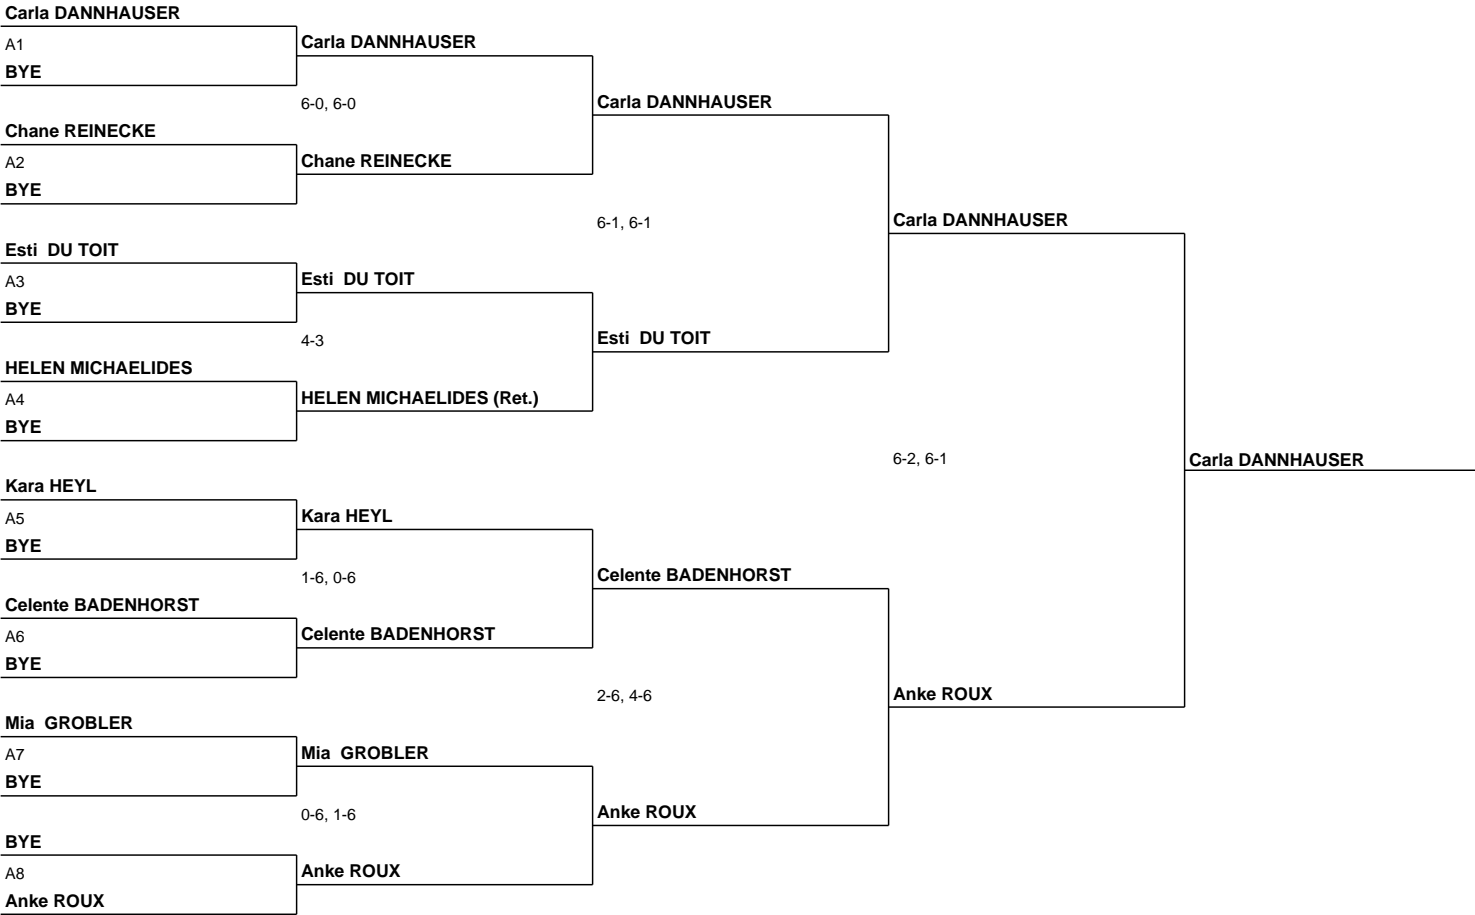 Carla DANNHAUSER
A1
BYE
Carla DANNHAUSER
6-0, 6-0
Chane REINECKE
A2
BYE
Chane REINECKE
Carla DANNHAUSER
6-1, 6-1
Esti  DU TOIT
A3
BYE
Esti  DU TOIT
4-3
HELEN MICHAELIDES
A4
BYE
HELEN MICHAELIDES (Ret.)
Esti  DU TOIT
Carla DANNHAUSER
6-2, 6-1
Carla DANNHAUSER
Kara HEYL
A5
BYE
Kara HEYL
1-6, 0-6
Celente BADENHORST
A6
BYE
Celente BADENHORST
Celente BADENHORST
2-6, 4-6
Anke ROUX
Mia  GROBLER
A7
BYE
Mia  GROBLER
0-6, 1-6
Anke ROUX
BYE
A8
Anke ROUX
Anke ROUX